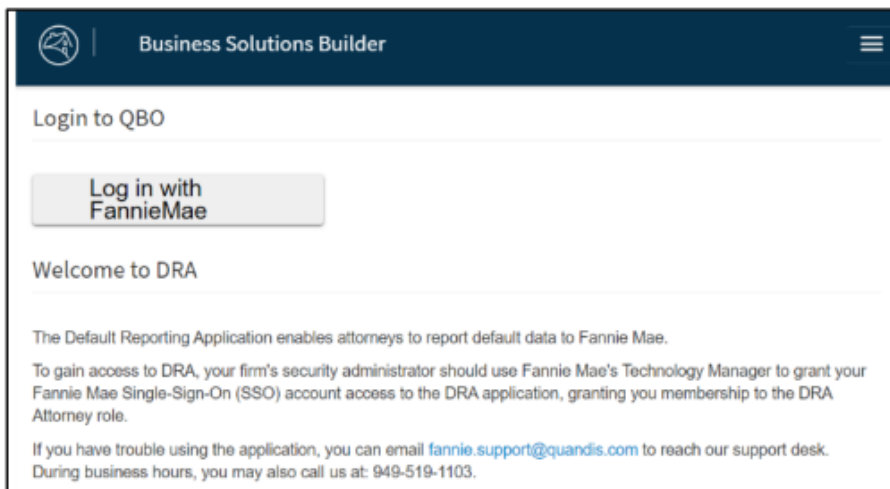 Business Solutions Builder
Login to QBO
Log in with
FannieMae
Welcome to DRA
The Default Reporting Application enables attorneys to report default data to Fannie Mae.
To gain access to DRA, your firm's security administrator should use Fannie Mae's Technology Manager to grant your
Fannie Mae Single-Sign-On (SSO) account access to the DRA application, granting you membership to the DRA
Attorney role.
If you have trouble using the application, you can email fannie.support@quandis.com to reach our support desk.
During business hours, you may also call us at: 949-519-1103.